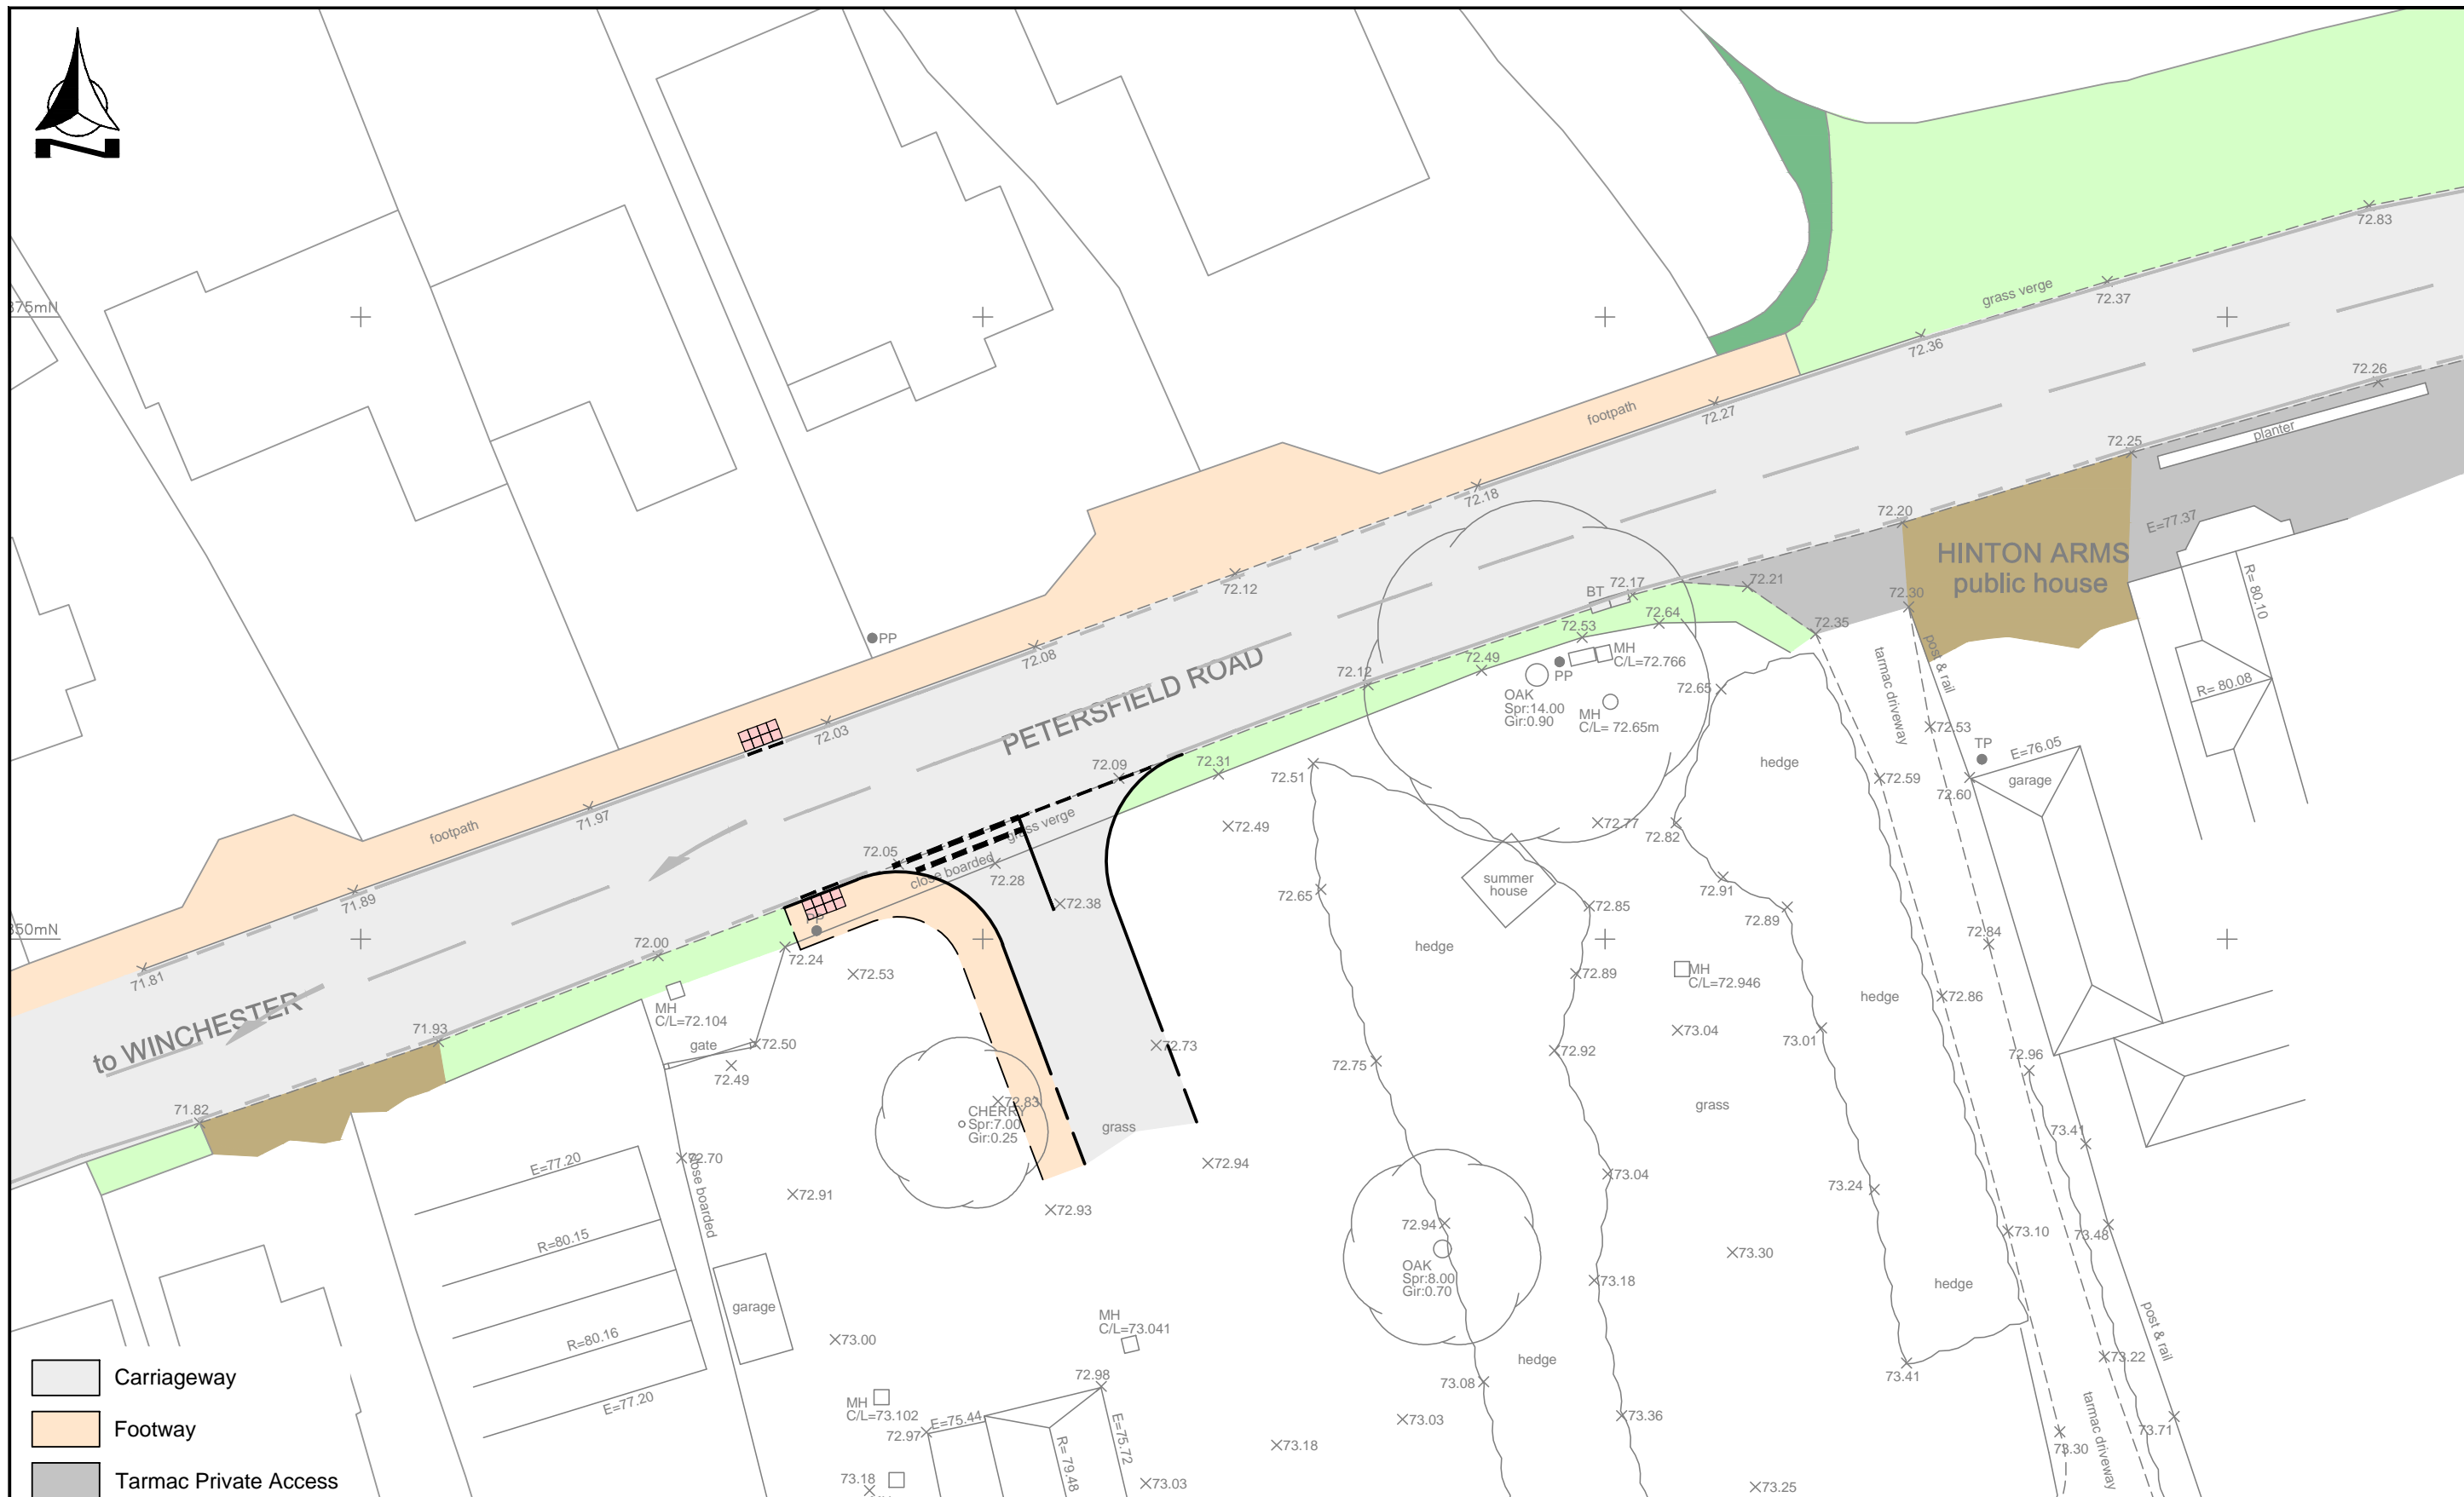 N
72.83
72.37
grass verge
375mN
72.36
72.26
72.27
footpath
planter
72.25
72.18
72.20
E=77.37
HINTON ARMS
public house
72.12
BT
72.17
72.21
R= 80.10
72.30
72.53
72.64
72.35
PP
72.08
72.49
MH
C/L=72.766
PP
post & rail
tarmac driveway
72.12
72.65
R= 80.08
OAK
Spr:14.00
Gir:0.90
MH
C/L= 72.65m
PETERSFIELD ROAD
72.03
72.53
TP
E=76.05
garage
72.09
72.31
72.51
hedge
72.59
72.60
71.97
footpath
grass verge
72.49
72.77
72.82
72.05
close boarded
72.28
summer
house
72.91
71.89
72.38
72.65
72.85
72.89
PP
350mN
72.00
72.24
hedge
72.84
71.81
72.53
72.89
MH
C/L=72.946
hedge
72.86
to WINCHESTER
MH
C/L=72.104
71.93
gate
72.50
72.73
73.04
73.01
72.92
72.75
72.96
72.49
72.83
CHERRY
Spr:7.00
Gir:0.25
grass
grass
71.82
73.41
E=77.20
72.70
close boarded
72.94
73.04
73.24
72.91
72.93
72.94
73.10
73.48
R=80.15
73.30
OAK
Spr:8.00
Gir:0.70
73.18
hedge
garage
MH
C/L=73.041
R=80.16
73.00
post & rail
hedge
73.22
72.98
73.08
73.41
Carriageway
E=77.20
MH
C/L=73.102
E=75.44
72.97
E=75.72
73.03
73.36
tarmac driveway
73.71
Footway
73.18
73.30
R= 79.48
73.18
73.03
73.25
Tarmac Private Access